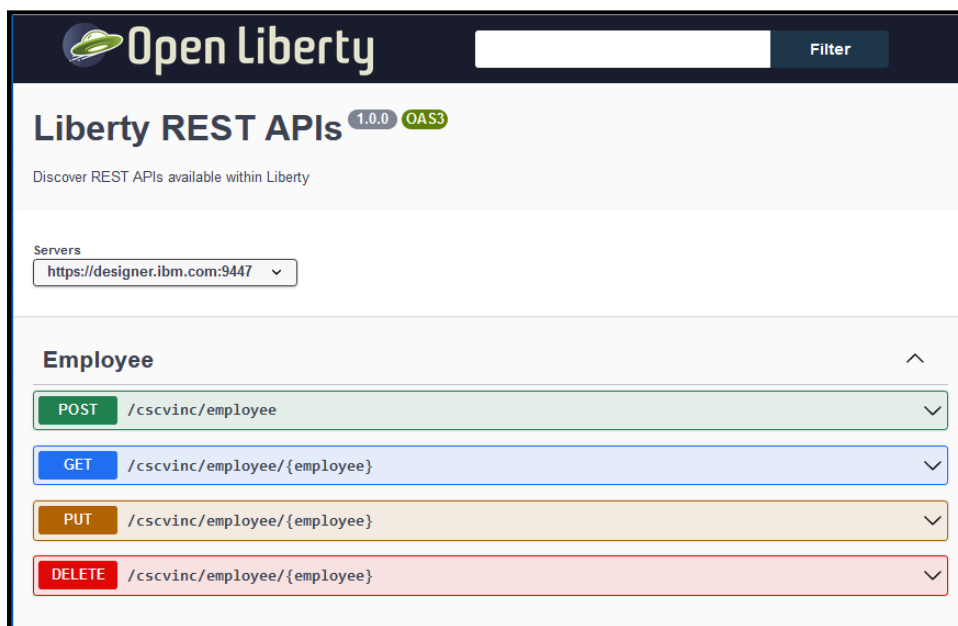 Open Liberty
Filter
Liberty REST APIs 1.0.0 OAS3
Discover REST APIs available within Liberty
Servers
https://designer.ibm.com:9447
Employee
POST /cscvinc/employee
GET /cscvinc/employee/{employee}
PUT /cscvinc/employee/{employee}
DELETE /cscvinc/employee/{employee}